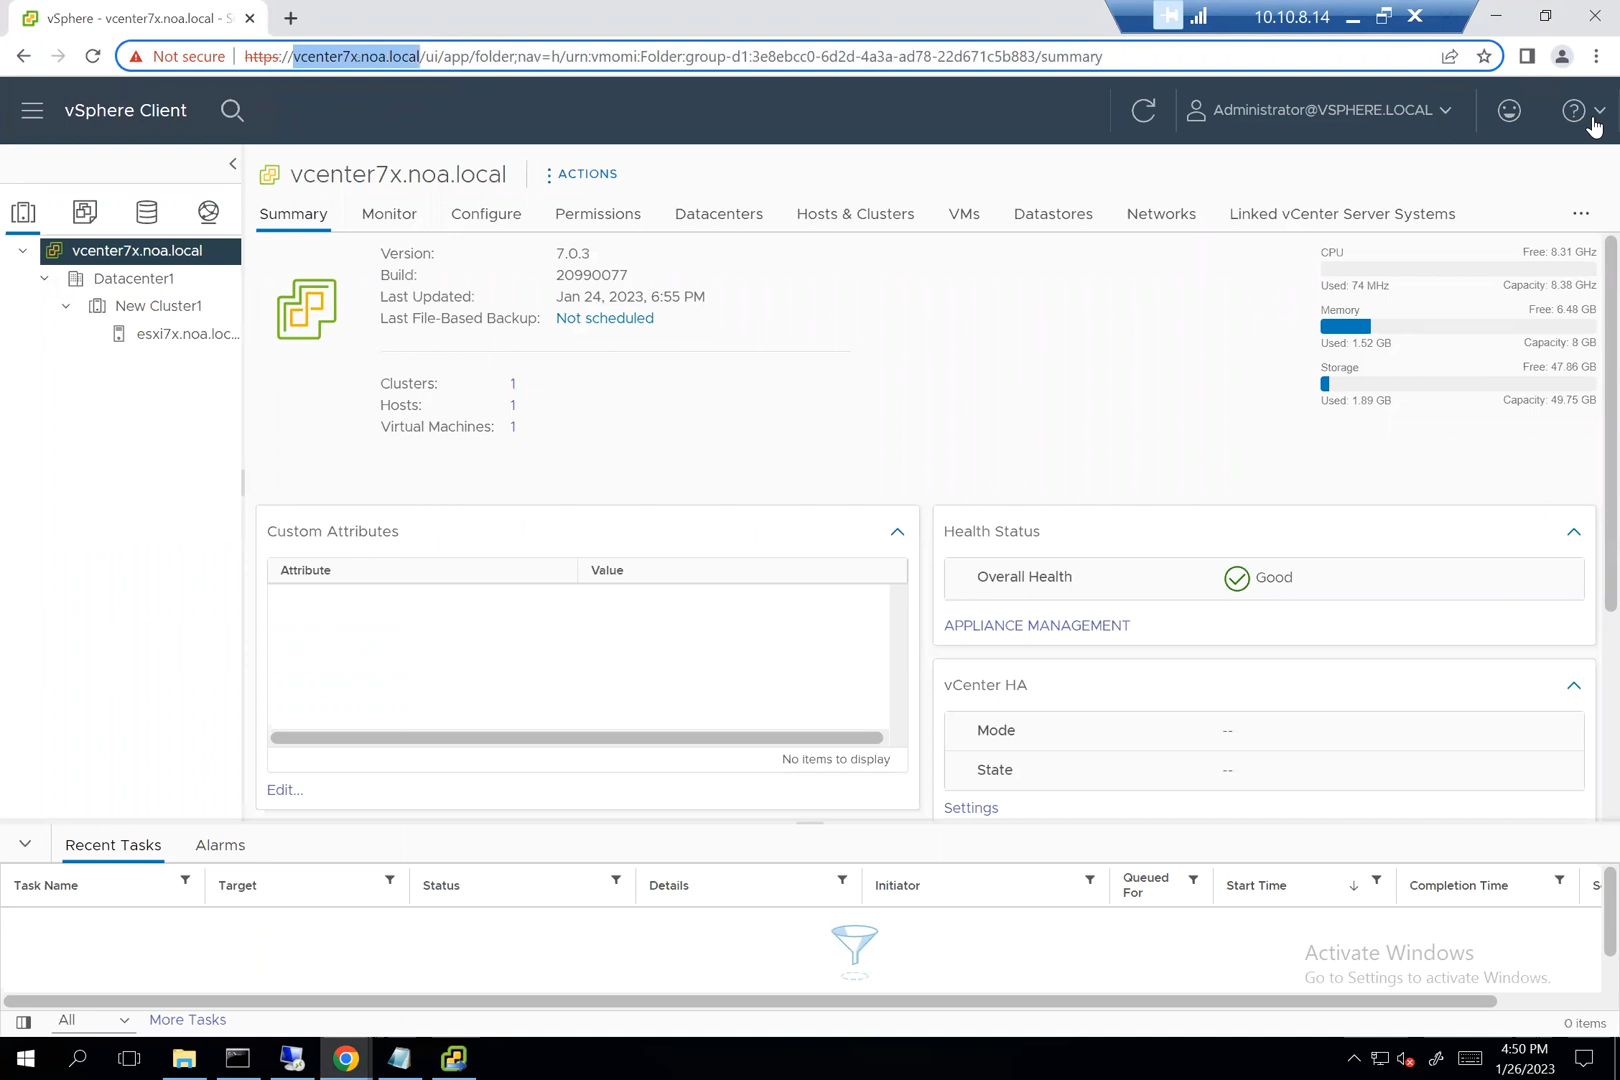 vSphere - vcenter7x.noa.local - S
10.10.8.14
Not secure
https://vcenter7x.noa.local/ui/app/folder;nav=h/urn:vmomi:Folder:group-d1:3e8ebcc0-6d2d-4a3a-ad78-22d671c5b883/summary
vSphere Client
Administrator@VSPHERE.LOCAL
vcenter7x.noa.local
ACTIONS
Summary Monitor Configure Permissions Datacenters Hosts & Clusters VMs Datastores Networks Linked vCenter Server Systems
vcenter7x.noa.local
Datacenter1
New Cluster1
esxi7x.noa.loc...
Version: 7.0.3
Build: 20990077
Last Updated: Jan 24, 2023, 6:55 PM
Last File-Based Backup: Not scheduled
Clusters: 1
Hosts: 1
Virtual Machines: 1
CPU Free: 8.31 GHz
Used: 74 MHz Capacity: 8.38 GHz
Memory Free: 6.48 GB
Used: 1.52 GB Capacity: 8 GB
Storage Free: 47.86 GB
Used: 1.89 GB Capacity: 49.75 GB
Custom Attributes
Attribute Value
No items to display
Edit...
Health Status
Overall Health Good
APPLIANCE MANAGEMENT
vCenter HA
Mode --
State --
Settings
Recent Tasks Alarms
Task Name Target Status Details Initiator Queued For Start Time Completion Time S
Activate Windows
Go to Settings to activate Windows.
All More Tasks
0 items
4:50 PM
1/26/2023